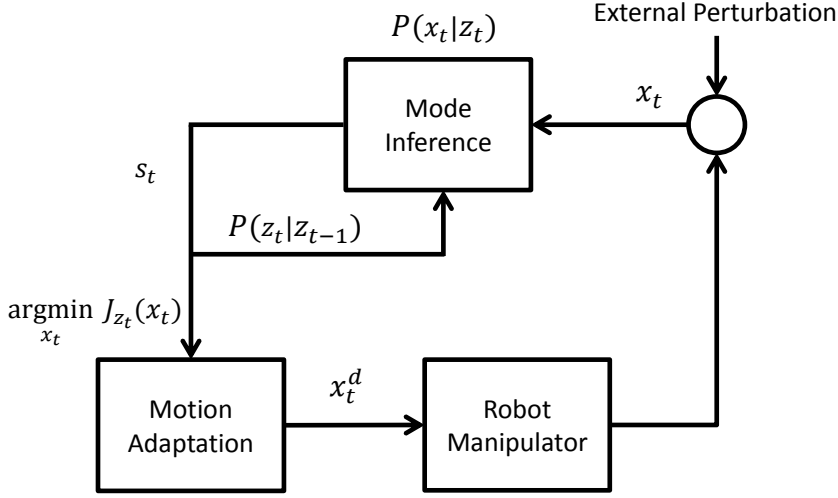 External Perturbation
P(x_t|z_t)
x_t
Mode
Inference
s_t
P(z_t|z_{t−1})
argmin J_{z_t}(x_t)
x_t
x_t^d
Motion
Adaptation
Robot
Manipulator